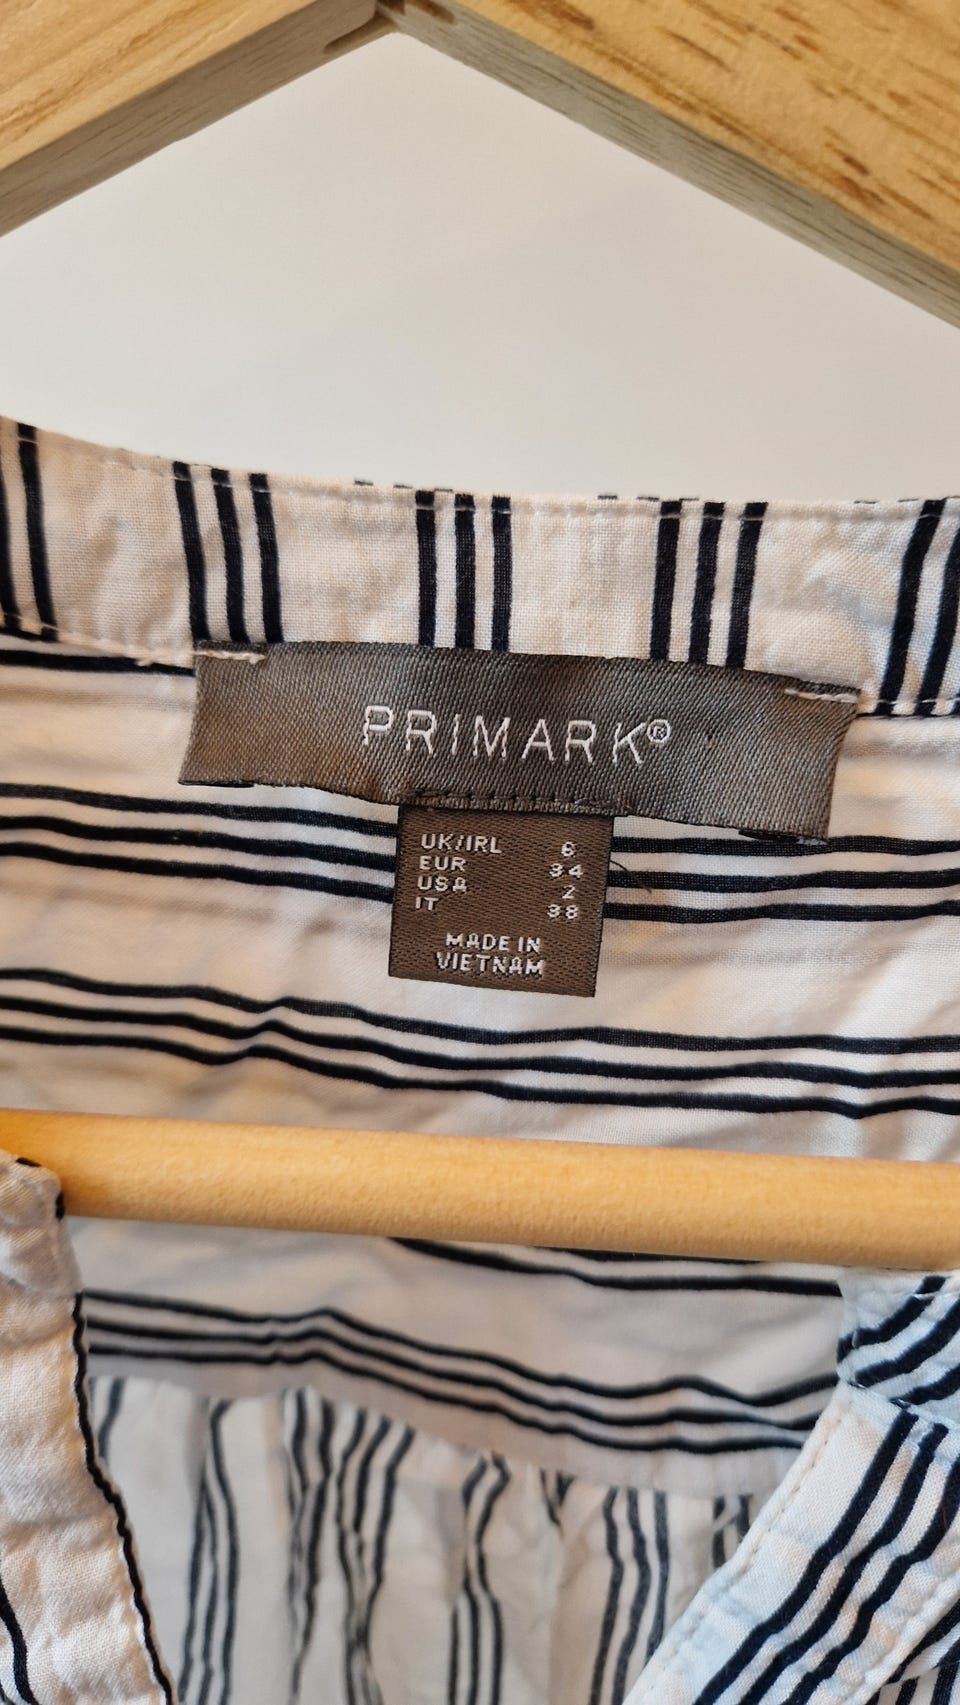 PRIMARK®
UK/IRL 6
EUR 34
USA 2
IT 38
MADE IN
VIETNAM